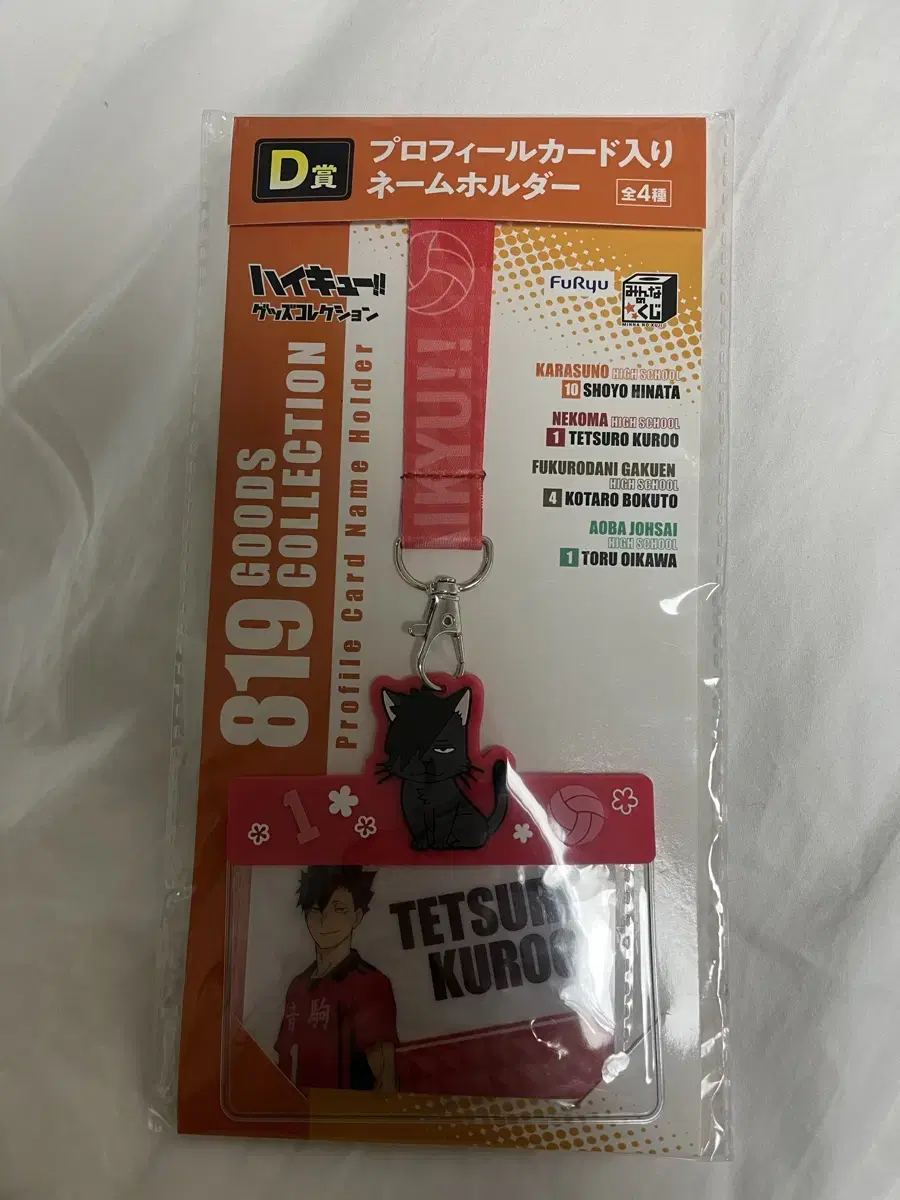 D賞
プロフィールカード入り
ネームホルダー
全4種
ハイキュー!!
グッズコレクション
FuRyu
みんなのくじ
MINNA NO KUJI
819 GOODS
COLLECTION
Profile Card Name Holder
IKYU!!
KARASUNO HIGH SCHOOL
10 SHOYO HINATA
NEKOMA HIGH SCHOOL
1 TETSURO KUROO
FUKURODANI GAKUEN
HIGH SCHOOL
4 KOTARO BOKUTO
AOBA JOHSAI
HIGH SCHOOL
1 TORU OIKAWA
1
TETSUR
KUROO
音駒
1